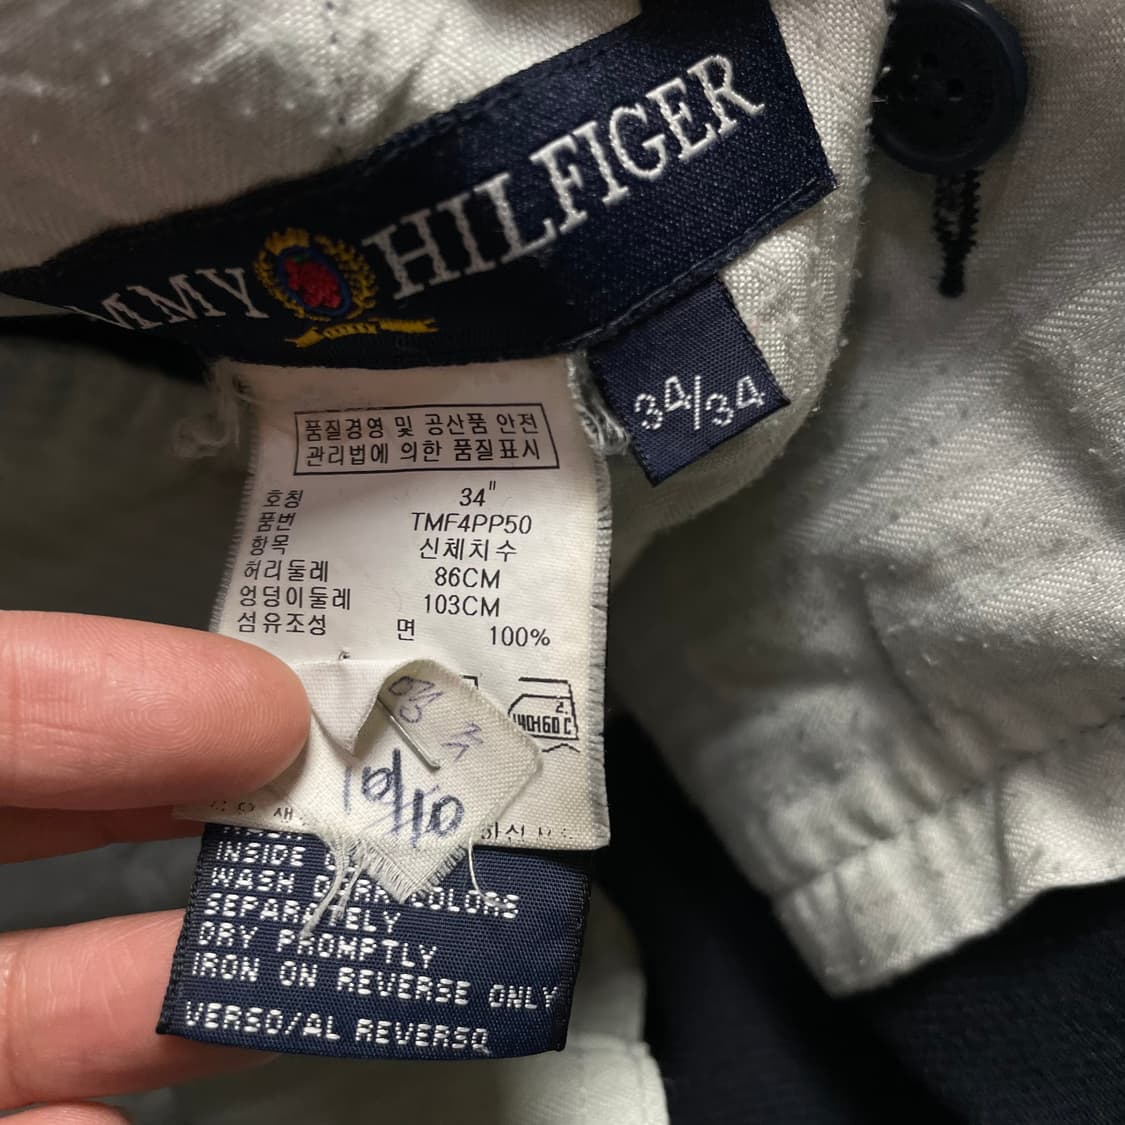 MMY HILFIGER
34/34
품질경영 및 공산품 안전
관리법에 의한 품질표시
호칭 34"
품번 TMF4PP50
항목 신체치수
허리둘레 86CM
엉덩이둘레 103CM
섬유조성 면 100%
INSIDE
WASH DARK COLORS
SEPARATELY
DRY PROMPTLY
IRON ON REVERSE ONLY
VERSO/AL REVERSO